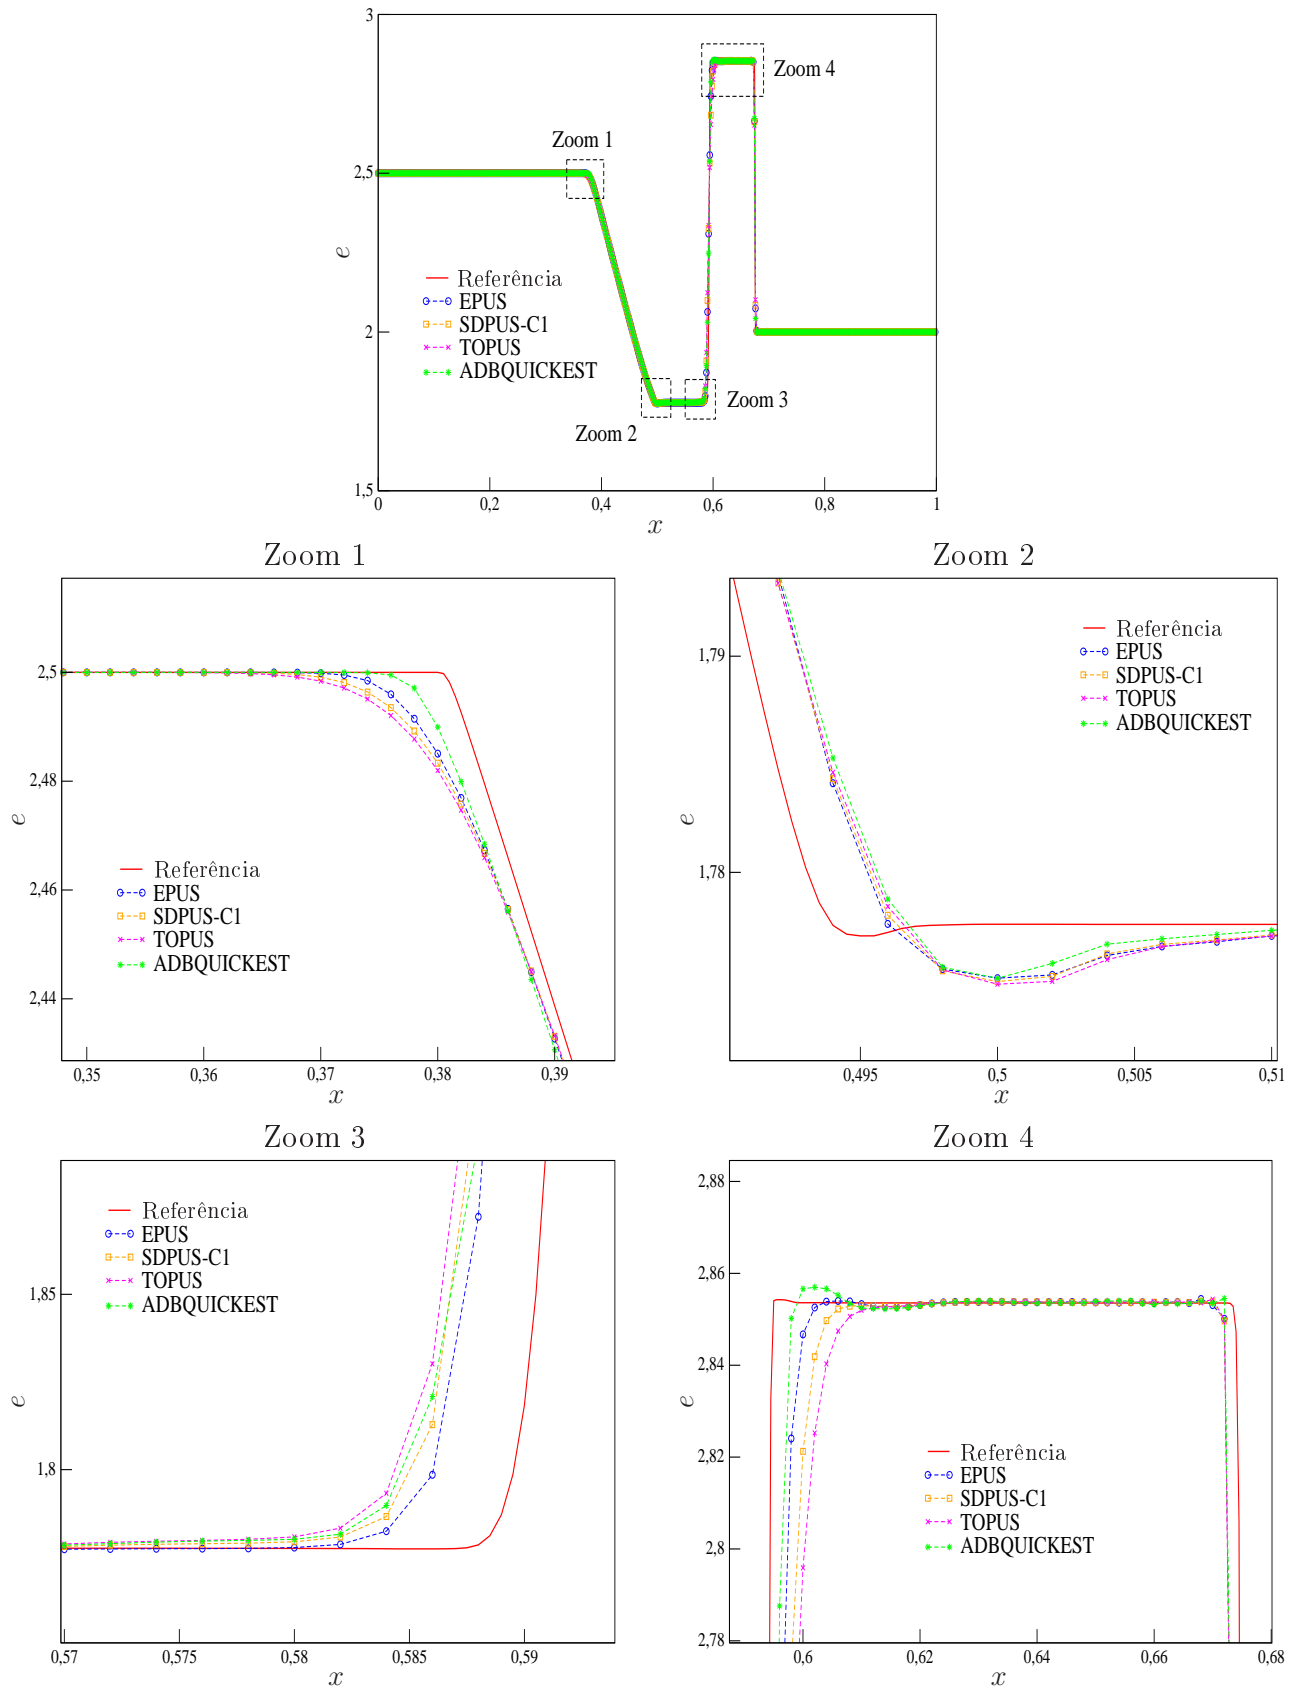 3
Zoom 4
Zoom 1
2,5
e
Referência
EPUS
SDPUS-C1
TOPUS
ADBQUICKEST
2
Zoom 3
Zoom 2
1,5
0 0,2 0,4 0,6 0,8 1
x
Zoom 1
2,5
2,48
2,46
2,44
e
Referência
EPUS
SDPUS-C1
TOPUS
ADBQUICKEST
0,35 0,36 0,37 0,38 0,39
x
Zoom 2
1,79
1,78
e
Referência
EPUS
SDPUS-C1
TOPUS
ADBQUICKEST
0,495 0,5 0,505 0,51
x
Zoom 3
1,85
1,8
e
Referência
EPUS
SDPUS-C1
TOPUS
ADBQUICKEST
0,57 0,575 0,58 0,585 0,59
x
Zoom 4
2,88
2,86
2,84
2,82
2,8
2,78
e
Referência
EPUS
SDPUS-C1
TOPUS
ADBQUICKEST
0,6 0,62 0,64 0,66 0,68
x